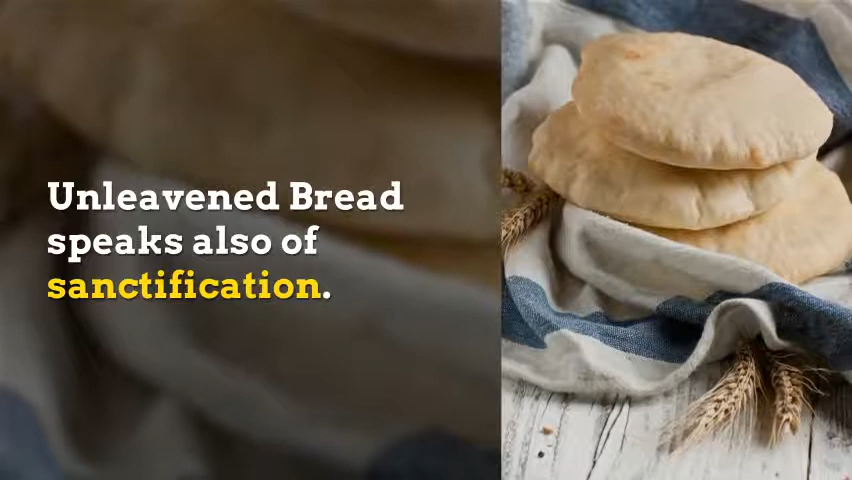 Unleavened Bread
speaks also of
sanctification.